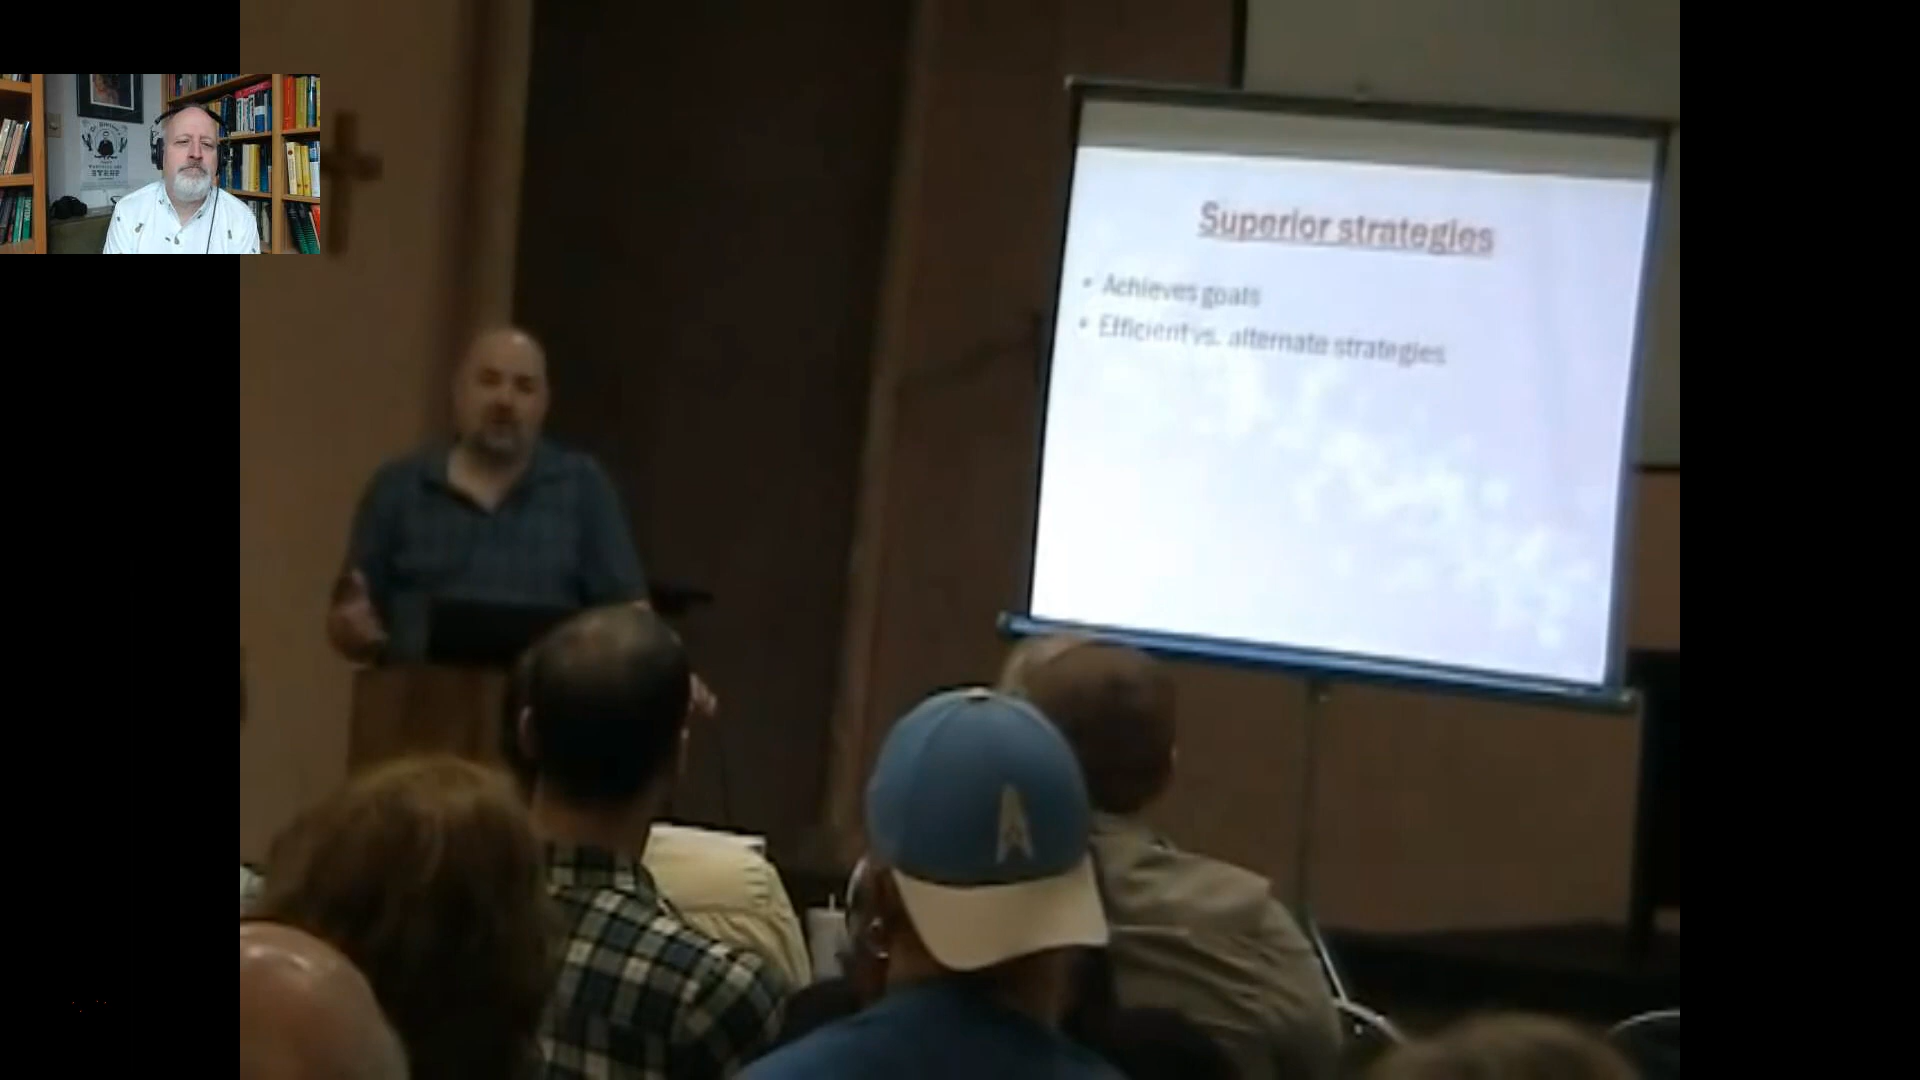 Superior strategies
• Achieves goals
• Efficient vs. alternate strategies